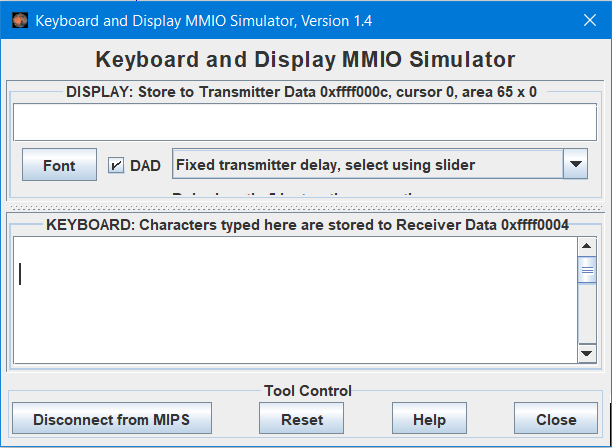 Keyboard and Display MMIO Simulator, Version 1.4
Keyboard and Display MMIO Simulator
DISPLAY: Store to Transmitter Data 0xffff000c, cursor 0, area 65 x 0
Font
DAD
Fixed transmitter delay, select using slider
KEYBOARD: Characters typed here are stored to Receiver Data 0xffff0004
Tool Control
Disconnect from MIPS
Reset
Help
Close